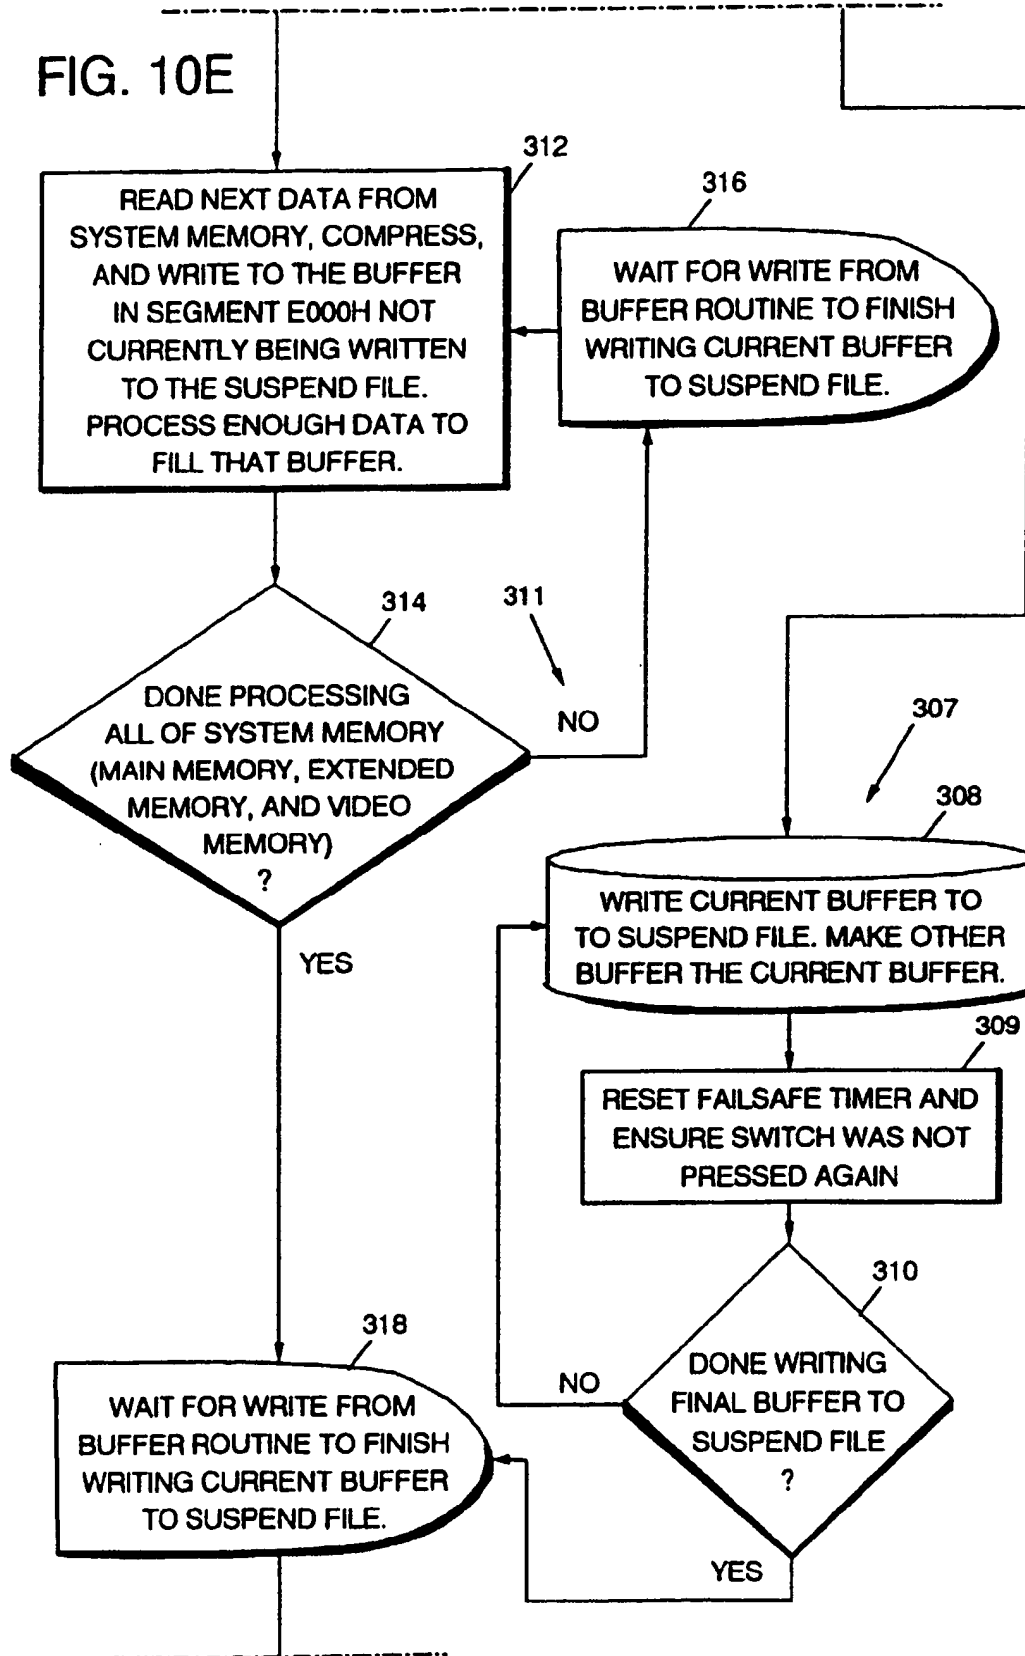 FIG. 10E
312
READ NEXT DATA FROM
SYSTEM MEMORY, COMPRESS,
AND WRITE TO THE BUFFER
IN SEGMENT E000H NOT
CURRENTLY BEING WRITTEN
TO THE SUSPEND FILE.
PROCESS ENOUGH DATA TO
FILL THAT BUFFER.
316
WAIT FOR WRITE FROM
BUFFER ROUTINE TO FINISH
WRITING CURRENT BUFFER
TO SUSPEND FILE.
314
DONE PROCESSING
ALL OF SYSTEM MEMORY
(MAIN MEMORY, EXTENDED
MEMORY, AND VIDEO
MEMORY)
?
311
NO
YES
307
308
WRITE CURRENT BUFFER TO
TO SUSPEND FILE. MAKE OTHER
BUFFER THE CURRENT BUFFER.
309
RESET FAILSAFE TIMER AND
ENSURE SWITCH WAS NOT
PRESSED AGAIN
310
DONE WRITING
FINAL BUFFER TO
SUSPEND FILE
?
NO
YES
318
WAIT FOR WRITE FROM
BUFFER ROUTINE TO FINISH
WRITING CURRENT BUFFER
TO SUSPEND FILE.